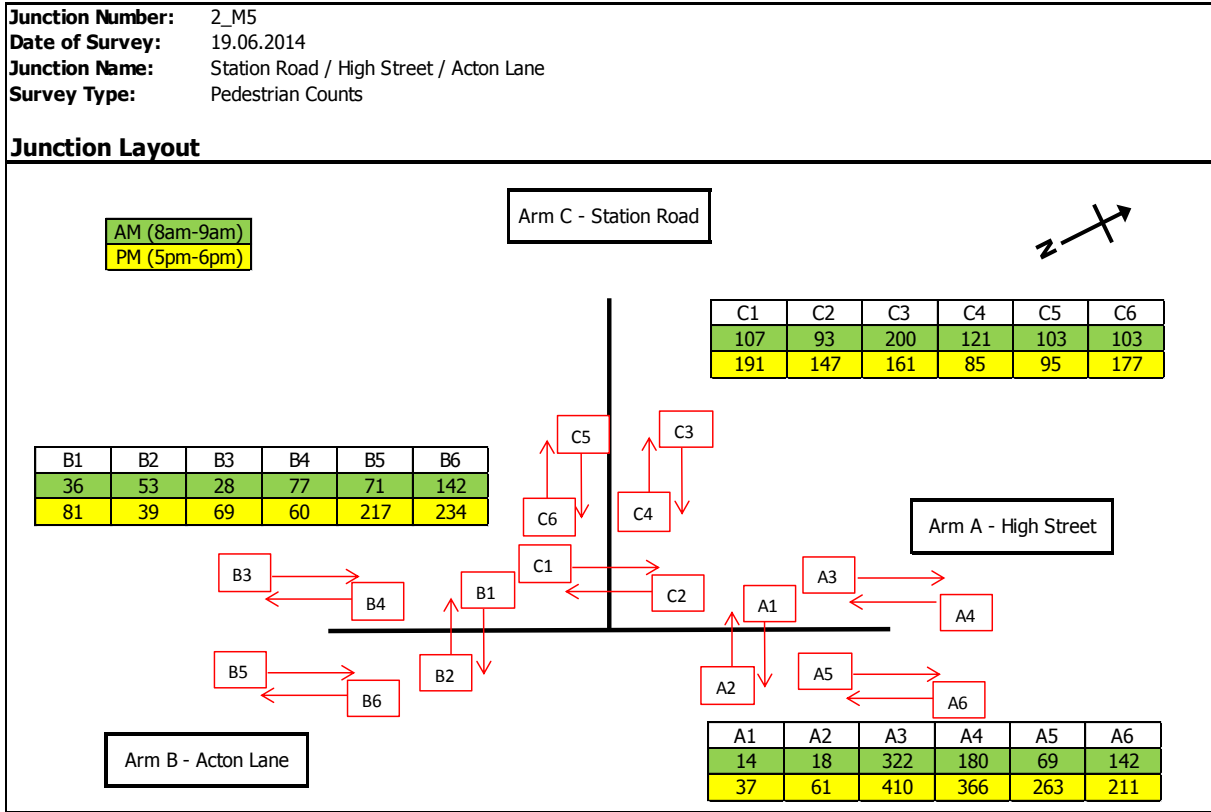 Junction Number: 2_M5
Date of Survey: 19.06.2014
Junction Name: Station Road / High Street / Acton Lane
Survey Type: Pedestrian Counts
Junction Layout
Arm C - Station Road
AM (8am-9am)
PM (5pm-6pm)
N
C1 C2 C3 C4 C5 C6
107 93 200 121 103 103
191 147 161 85 95 177
C5 C3
B1 B2 B3 B4 B5 B6
36 53 28 77 71 142
81 39 69 60 217 234
C6 C4
Arm A - High Street
B3 C1 A3
B4 B1 C2 A1 A4
B5 B2 A2 A5
B6 A6
Arm B - Acton Lane
A1 A2 A3 A4 A5 A6
14 18 322 180 69 142
37 61 410 366 263 211